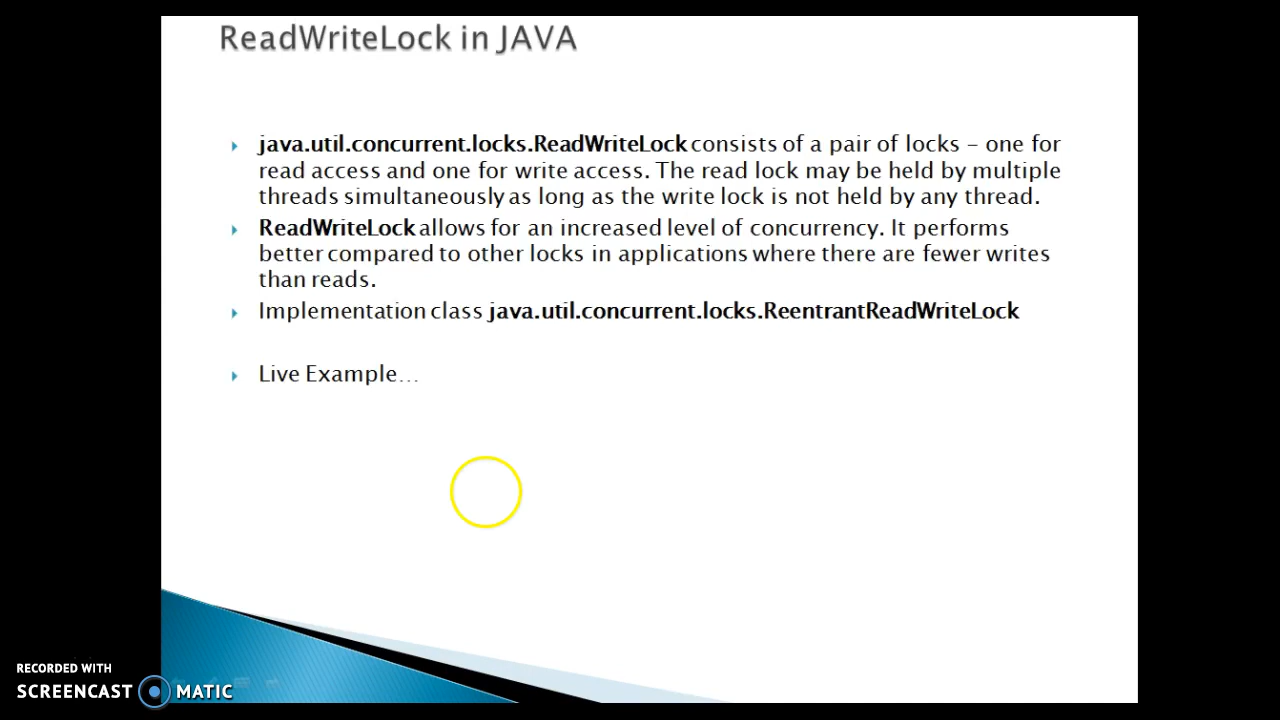 ReadWriteLock in JAVA
java.util.concurrent.locks.ReadWriteLock consists of a pair of locks – one for
read access and one for write access. The read lock may be held by multiple
threads simultaneously as long as the write lock is not held by any thread.
ReadWriteLock allows for an increased level of concurrency. It performs
better compared to other locks in applications where there are fewer writes
than reads.
Implementation class java.util.concurrent.locks.ReentrantReadWriteLock
Live Example…
RECORDED WITH
SCREENCAST MATIC